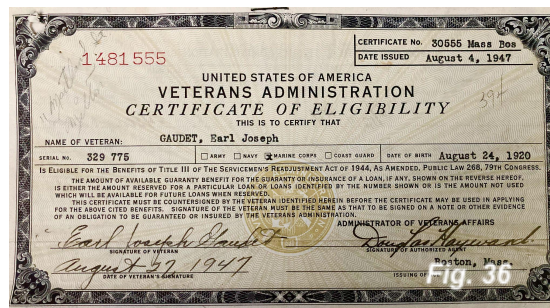 CERTIFICATE No. 30555 Mass Bos
DATE ISSUED August 4, 1947
1481555
394
UNITED STATES OF AMERICA
VETERANS ADMINISTRATION
CERTIFICATE OF ELIGIBILITY
THIS IS TO CERTIFY THAT
NAME OF VETERAN: GAUDET, Earl Joseph
SERIAL NO. 329 775 ARMY NAVY X MARINE CORPS COAST GUARD DATE OF BIRTH August 24, 1920
IS ELIGIBLE FOR THE BENEFITS OF TITLE III OF THE SERVICEMEN'S READJUSTMENT ACT OF 1944, AS AMENDED, PUBLIC LAW 268, 79TH CONGRESS.
THE AMOUNT OF AVAILABLE GUARANTY BENEFIT FOR THE GUARANTY OR INSURANCE OF A LOAN, IF ANY, SHOWN ON THE REVERSE HEREOF,
IS EITHER THE AMOUNT RESERVED FOR A PARTICULAR LOAN OR LOANS IDENTIFIED BY THE NUMBER SHOWN OR IS THE AMOUNT NOT USED
WHICH WILL BE AVAILABLE FOR FUTURE LOANS WHEN RESERVED.
THIS CERTIFICATE MUST BE COUNTERSIGNED BY THE VETERAN IDENTIFIED HEREIN BEFORE THE CERTIFICATE MAY BE USED IN APPLYING
FOR THE ABOVE CITED BENEFITS. SIGNATURE OF THE VETERAN MUST BE THE SAME AS THAT TO BE SIGNED ON A NOTE OR OTHER EVIDENCE
OF AN OBLIGATION TO BE GUARANTEED OR INSURED BY THE VETERANS ADMINISTRATION.
ADMINISTRATOR OF VETERANS AFFAIRS
Earl Joseph Gaudet
SIGNATURE OF VETERAN
SIGNATURE OF AUTHORIZED AGENT
August 1947
Boston, Mass.
DATE OF VETERAN'S SIGNATURE
ISSUING OF
Fig. 36